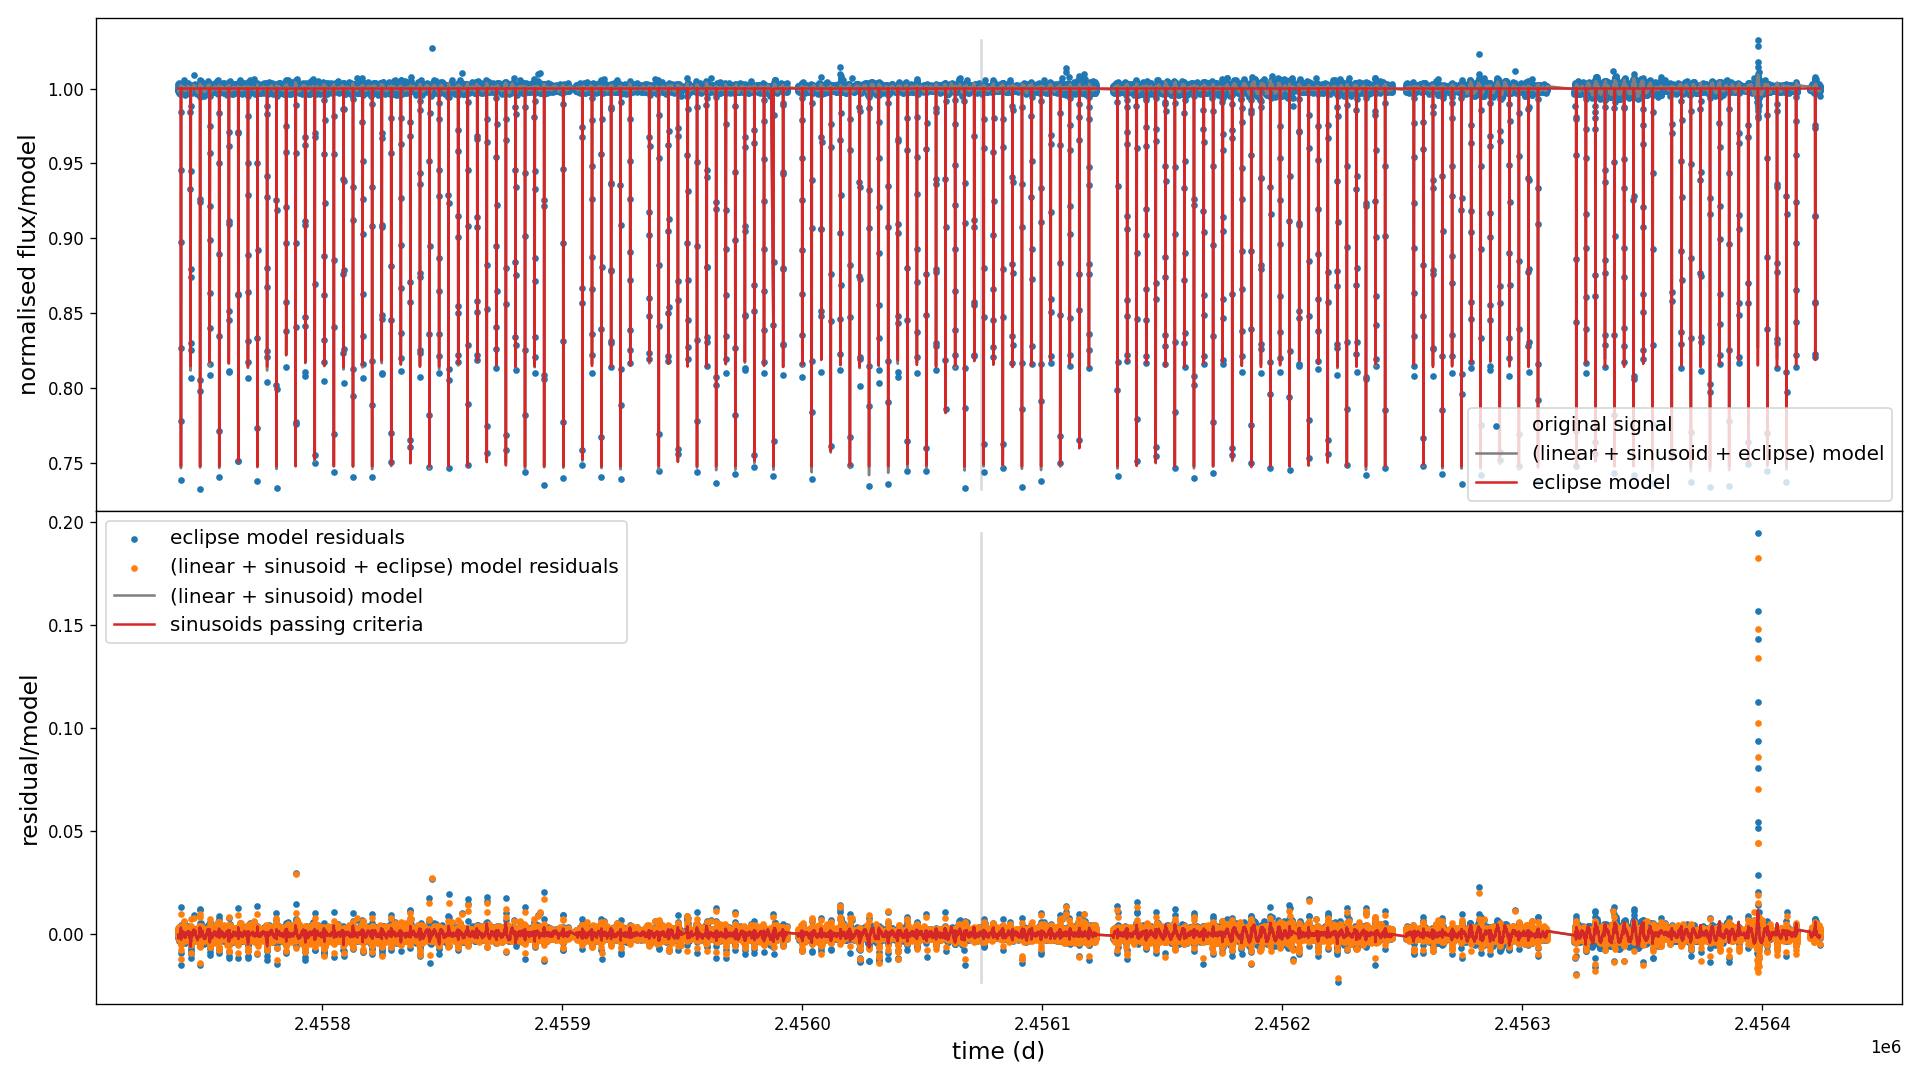 normalised flux/model
1.00
0.95
0.90
0.85
0.80
0.75
original signal
(linear + sinusoid + eclipse) model
eclipse model
residual/model
0.20
0.15
0.10
0.05
0.00
eclipse model residuals
(linear + sinusoid + eclipse) model residuals
(linear + sinusoid) model
sinusoids passing criteria
2.4558 2.4559 2.4560 2.4561 2.4562 2.4563 2.4564
time (d)
1e6